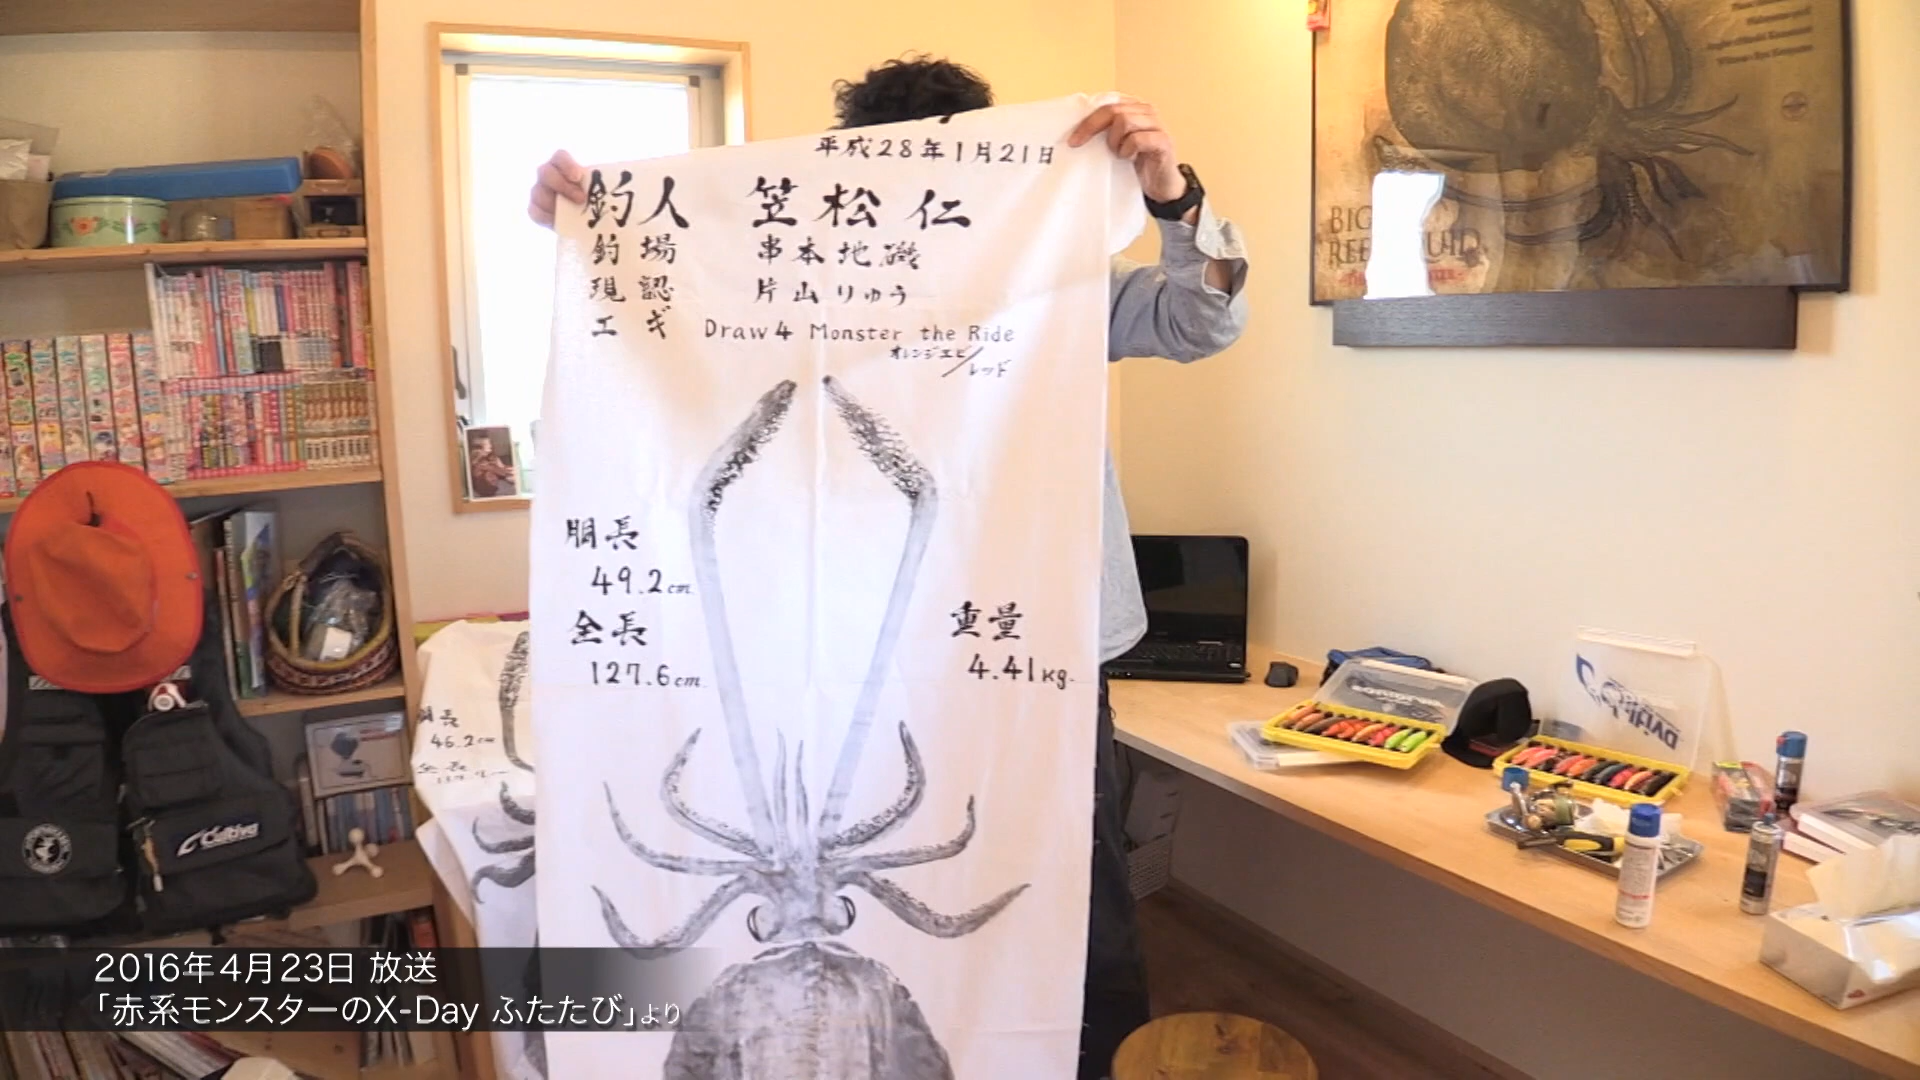 平成28年1月21日
釣人 笠松 仁
釣場 串本地磯
現認 片山りゅう
エギ Draw4 Monster the Ride
オレンジエビ/レッド
胴長
49.2cm
全長
127.6cm
重量
4.41kg
胴長
46.2cm
BIG
REE
Cultiva
Cultiva
2016年4月23日 放送
「赤系モンスターのX-Day ふたたび」より